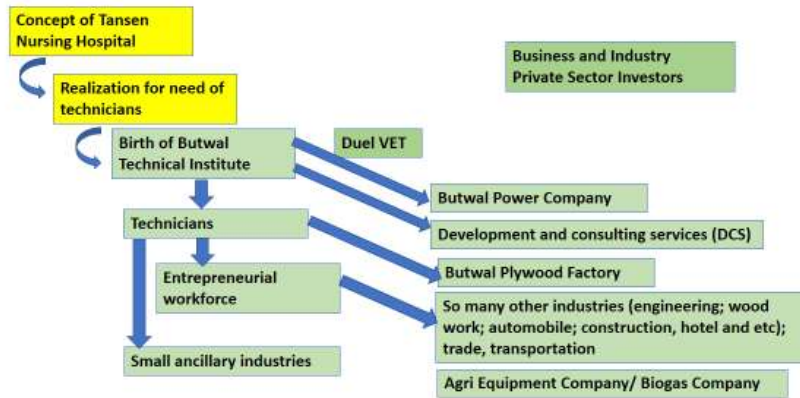 Concept of Tansen
Nursing Hospital
Business and Industry
Private Sector Investors
Realization for need of
technicians
Birth of Butwal
Technical Institute
Duel VET
Butwal Power Company
Technicians
Development and consulting services (DCS)
Entrepreneurial
workforce
Butwal Plywood Factory
So many other industries (engineering; wood
work; automobile; construction, hotel and etc);
trade, transportation
Small ancillary industries
Agri Equipment Company/ Biogas Company